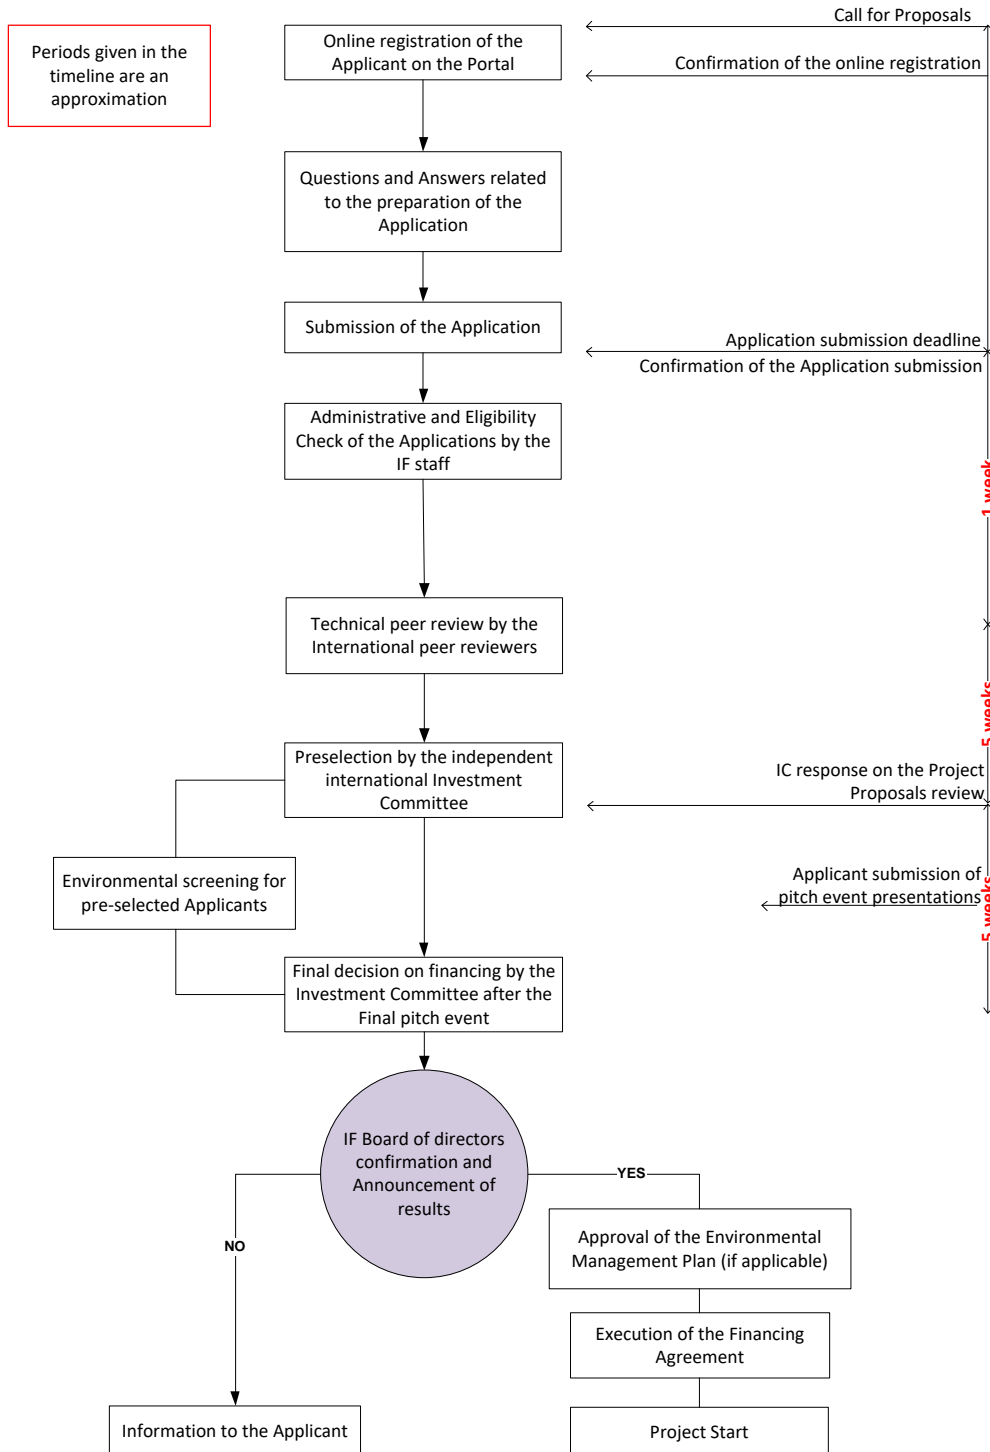 Call for Proposals
Periods given in the
timeline are an
approximation
Online registration of the
Applicant on the Portal
Confirmation of the online registration
Questions and Answers related
to the preparation of the
Application
Submission of the Application
Application submission deadline
Confirmation of the Application submission
Administrative and Eligibility
Check of the Applications by the
IF staff
1 week
Technical peer review by the
International peer reviewers
5 weeks
Preselection by the independent
international Investment
Committee
IC response on the Project
Proposals review
Environmental screening for
pre-selected Applicants
Applicant submission of
pitch event presentations
5 weeks
Final decision on financing by the
Investment Committee after the
Final pitch event
IF Board of directors
confirmation and
Announcement of
results
YES
NO
Approval of the Environmental
Management Plan (if applicable)
Execution of the Financing
Agreement
Information to the Applicant
Project Start